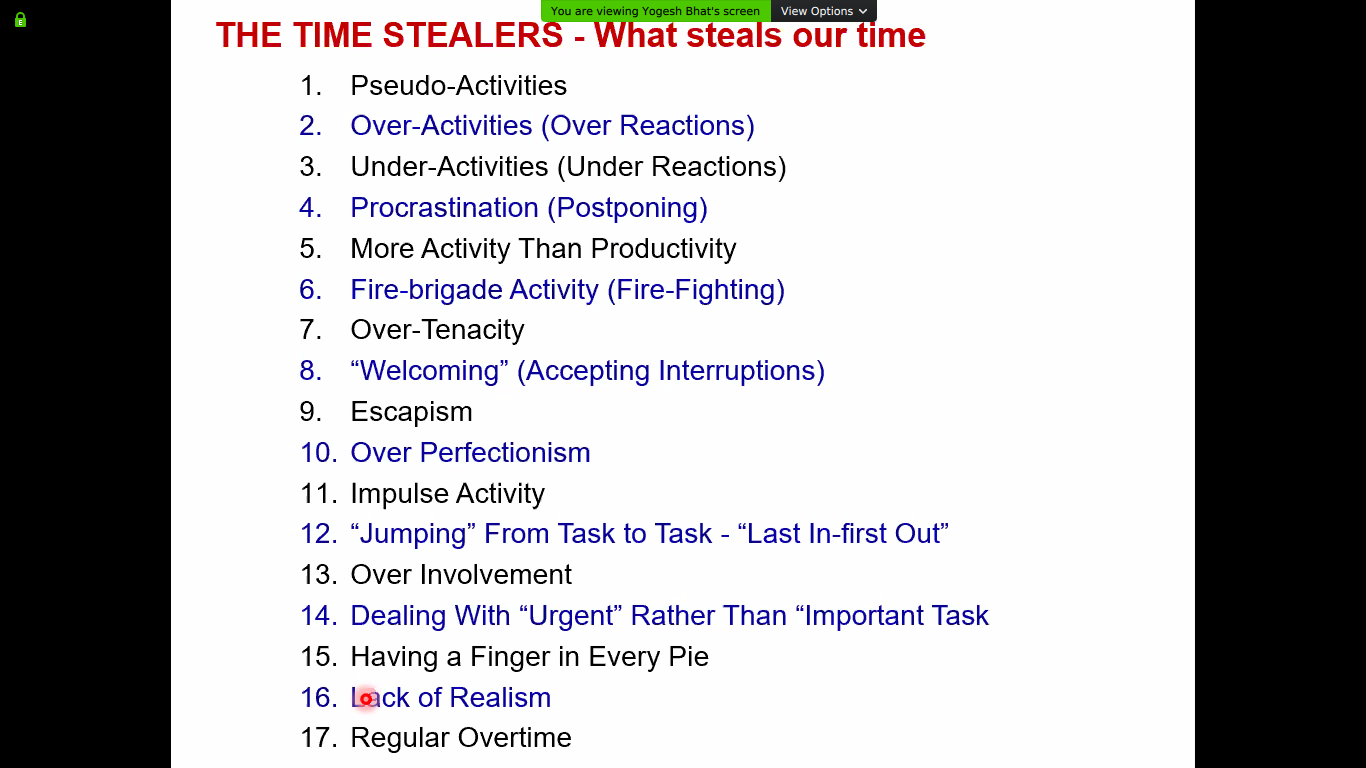 You are viewing Yogesh Bhat's screen View Options
THE TIME STEALERS - What steals our time
1. Pseudo-Activities
2. Over-Activities (Over Reactions)
3. Under-Activities (Under Reactions)
4. Procrastination (Postponing)
5. More Activity Than Productivity
6. Fire-brigade Activity (Fire-Fighting)
7. Over-Tenacity
8. “Welcoming” (Accepting Interruptions)
9. Escapism
10. Over Perfectionism
11. Impulse Activity
12. “Jumping” From Task to Task - “Last In-first Out”
13. Over Involvement
14. Dealing With “Urgent” Rather Than “Important Task
15. Having a Finger in Every Pie
16. Lack of Realism
17. Regular Overtime